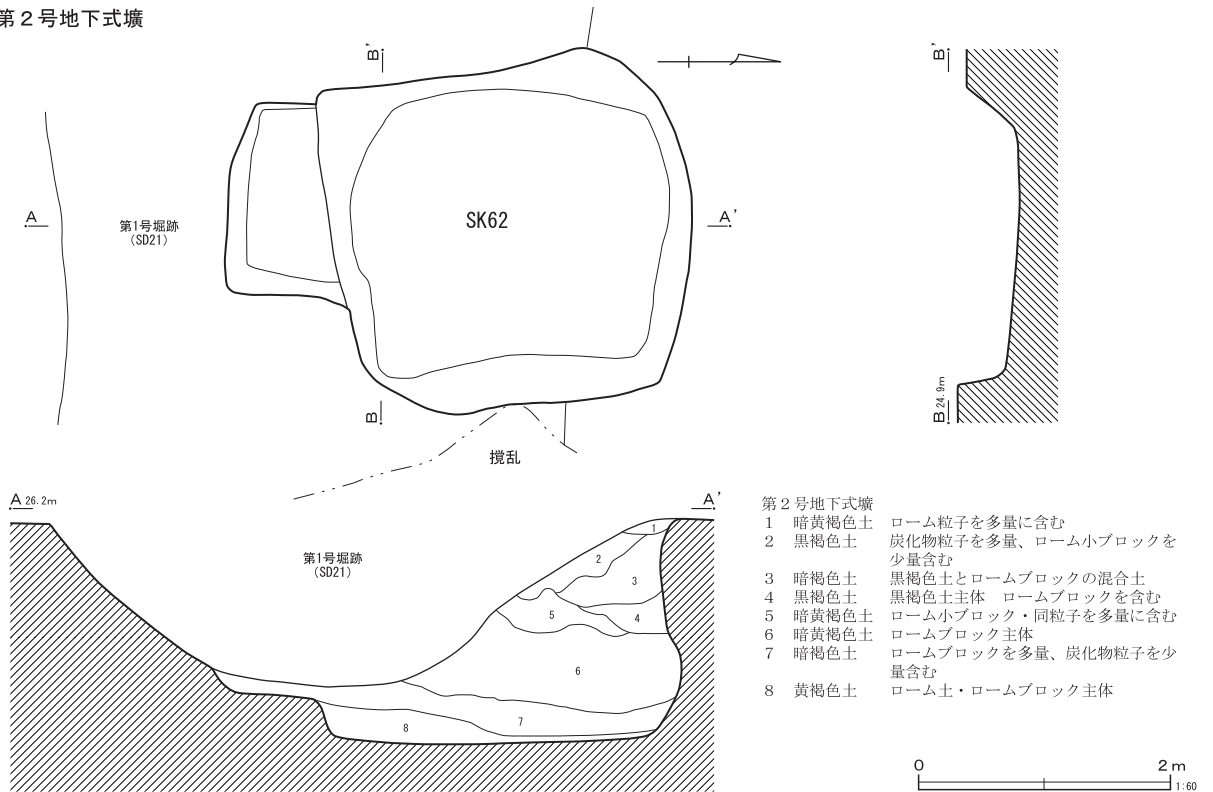 第2号地下式壙
B'
B'
A
第1号堀跡
(SD21)
SK62
A'
B
B 24.9m
撹乱
A 26.2m
A'
第1号堀跡
(SD21)
1
2
3
4
5
6
7
8
第2号地下式壙
1 暗黄褐色土 ローム粒子を多量に含む
2 黒褐色土 炭化物粒子を多量、ローム小ブロックを
少量含む
3 暗褐色土 黒褐色土とロームブロックの混合土
4 黒褐色土 黒褐色土主体 ロームブロックを含む
5 暗黄褐色土 ローム小ブロック・同粒子を多量に含む
6 暗黄褐色土 ロームブロック主体
7 暗褐色土 ロームブロックを多量、炭化物粒子を少
量含む
8 黄褐色土 ローム土・ロームブロック主体
0 2m
1:60